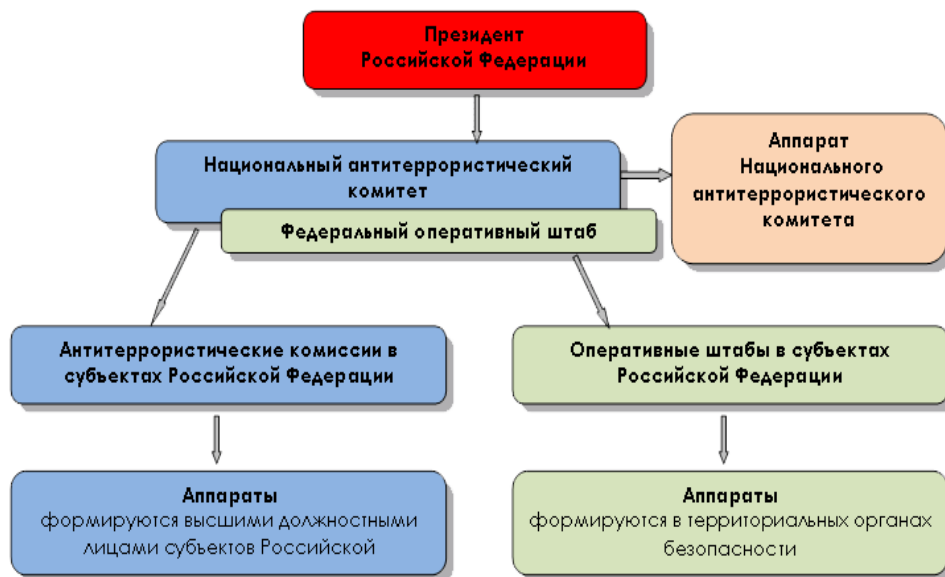 Президент
Российской Федерации
Национальный антитеррористический
комитет
Аппарат
Национального
антитеррористического
комитета
Федеральный оперативный штаб
Антитеррористические комиссии в
субъектах Российской Федерации
Оперативные штабы в субъектах
Российской Федерации
Аппараты
формируются высшими должностными
лицами субъектов Российской
Аппараты
формируются в территориальных органах
безопасности